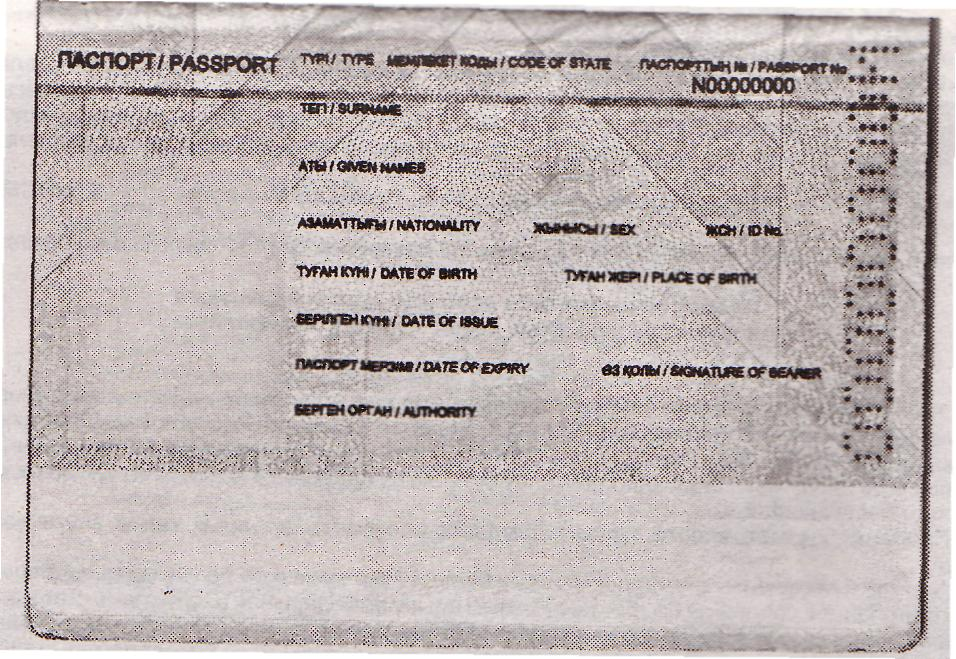 ПАСПОРТ / PASSPORT ТҮРІ / TYPE МЕМЛЕКЕТ КОДЫ / CODE OF STATE ПАСПОРТТЫҢ № / PASSPORT No
N00000000
ТЕГІ / SURNAME
АТЫ / GIVEN NAMES
АЗАМАТТЫҒЫ / NATIONALITY ЖЫНЫСЫ / SEX ЖСН / ID No.
ТУҒАН КҮНІ / DATE OF BIRTH ТУҒАН ЖЕРІ / PLACE OF BIRTH
БЕРІЛГЕН КҮНІ / DATE OF ISSUE
ПАСПОРТ МЕРЗІМІ / DATE OF EXPIRY ӨЗ ҚОЛЫ / SIGNATURE OF BEARER
БЕРГЕН ОРГАН / AUTHORITY